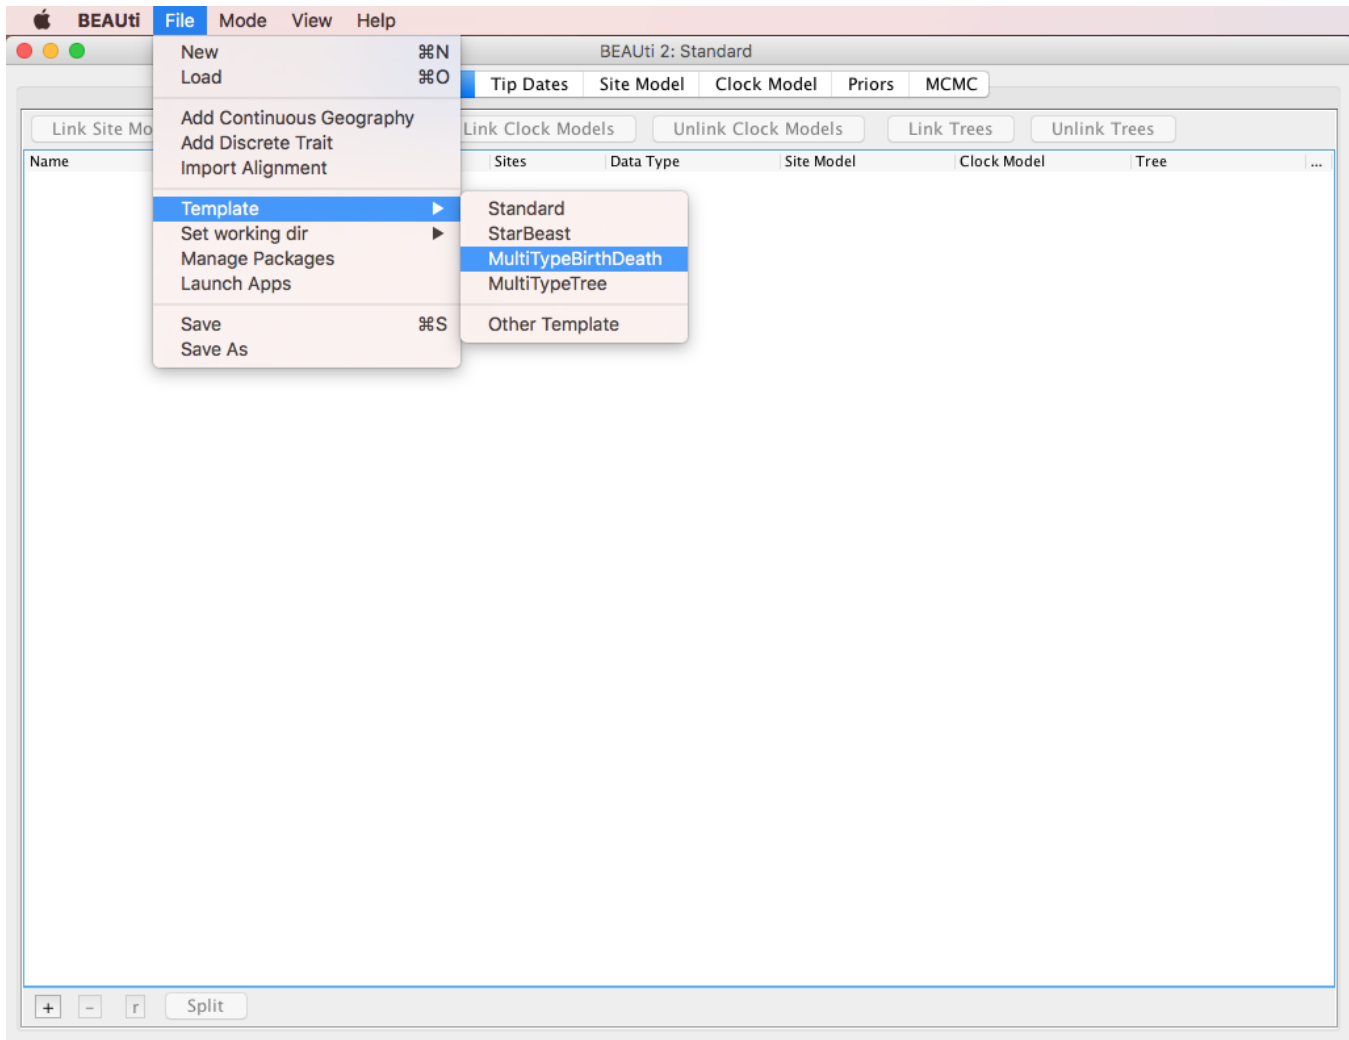 BEAUti File Mode View Help
BEAUti 2: Standard
New ⌘N
Load ⌘O
Add Continuous Geography
Add Discrete Trait
Import Alignment
Template ▶
Set working dir ▶
Manage Packages
Launch Apps
Save ⌘S
Save As
Standard
StarBeast
MultiTypeBirthDeath
MultiTypeTree
Other Template
Tip Dates Site Model Clock Model Priors MCMC
Link Site Mo Link Clock Models Unlink Clock Models Link Trees Unlink Trees
Name Sites Data Type Site Model Clock Model Tree ...
+ - r Split